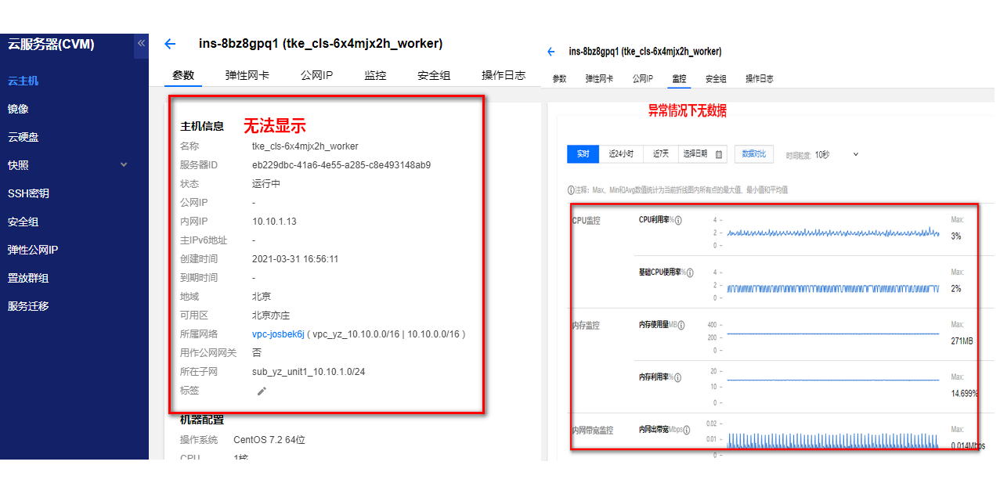 云服务器(CVM)
«
云主机
镜像
云硬盘
快照
SSH密钥
安全组
弹性公网IP
置放群组
服务迁移
ins-8bz8gpq1 (tke_cls-6x4mjx2h_worker)
参数 弹性网卡 公网IP 监控 安全组 操作日志
主机信息 无法显示
名称 tke_cls-6x4mjx2h_worker
服务器ID eb229dbc-41a6-4e55-a285-c8e493148ab9
状态 运行中
公网IP -
内网IP 10.10.1.13
主IPv6地址 -
创建时间 2021-03-31 16:56:11
到期时间 -
地域 北京
可用区 北京亦庄
所属网络 vpc-josbek6j ( vpc_yz_10.10.0.0/16 | 10.10.0.0/16 )
用作公网网关 否
所在子网 sub_yz_unit1_10.10.1.0/24
标签
机器配置
操作系统 CentOS 7.2 64位
CPU 1核
ins-8bz8gpq1 (tke_cls-6x4mjx2h_worker)
参数 弹性网卡 公网IP 监控 安全组 操作日志
异常情况下无数据
实时 近24小时 近7天 选择日期 数据对比 时间粒度: 10秒
注释: Max、Min和Avg数值统计为当前折线图内所有点的最大值、最小值和平均值
CPU监控 CPU利用率% 4 - Max:
2 - 3%
0 -
基础CPU使用率% 4 - Max:
2 - 2%
0 -
内存监控 内存使用量MB 400 - Max:
200 - 271MB
0 -
内存利用率% 20 - Max:
10 - 14.699%
0 -
内网带宽监控 内网出带宽Mbps 0.02 - Max:
0.01 - 0.014Mbps
0 -